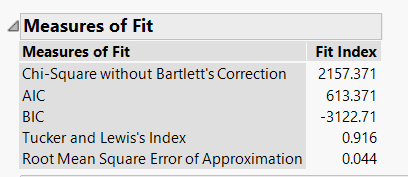 Measures of Fit
Measures of Fit Fit Index
Chi-Square without Bartlett's Correction 2157.371
AIC 613.371
BIC -3122.71
Tucker and Lewis's Index 0.916
Root Mean Square Error of Approximation 0.044